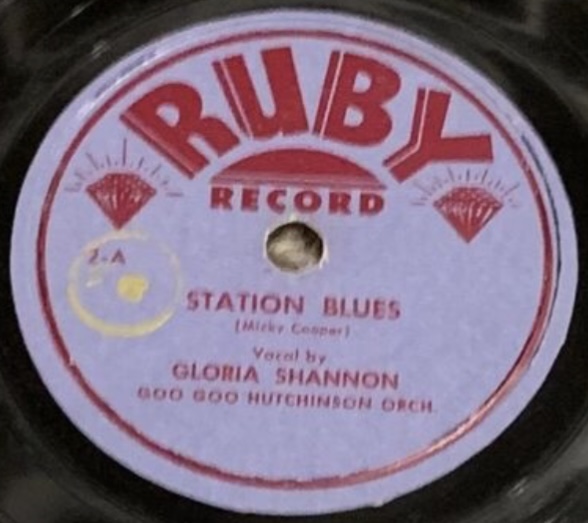 RUBY
RECORD
2-A
STATION BLUES
(Micky Cooper)
Vocal by
GLORIA SHANNON
GOO GOO HUTCHINSON ORCH.